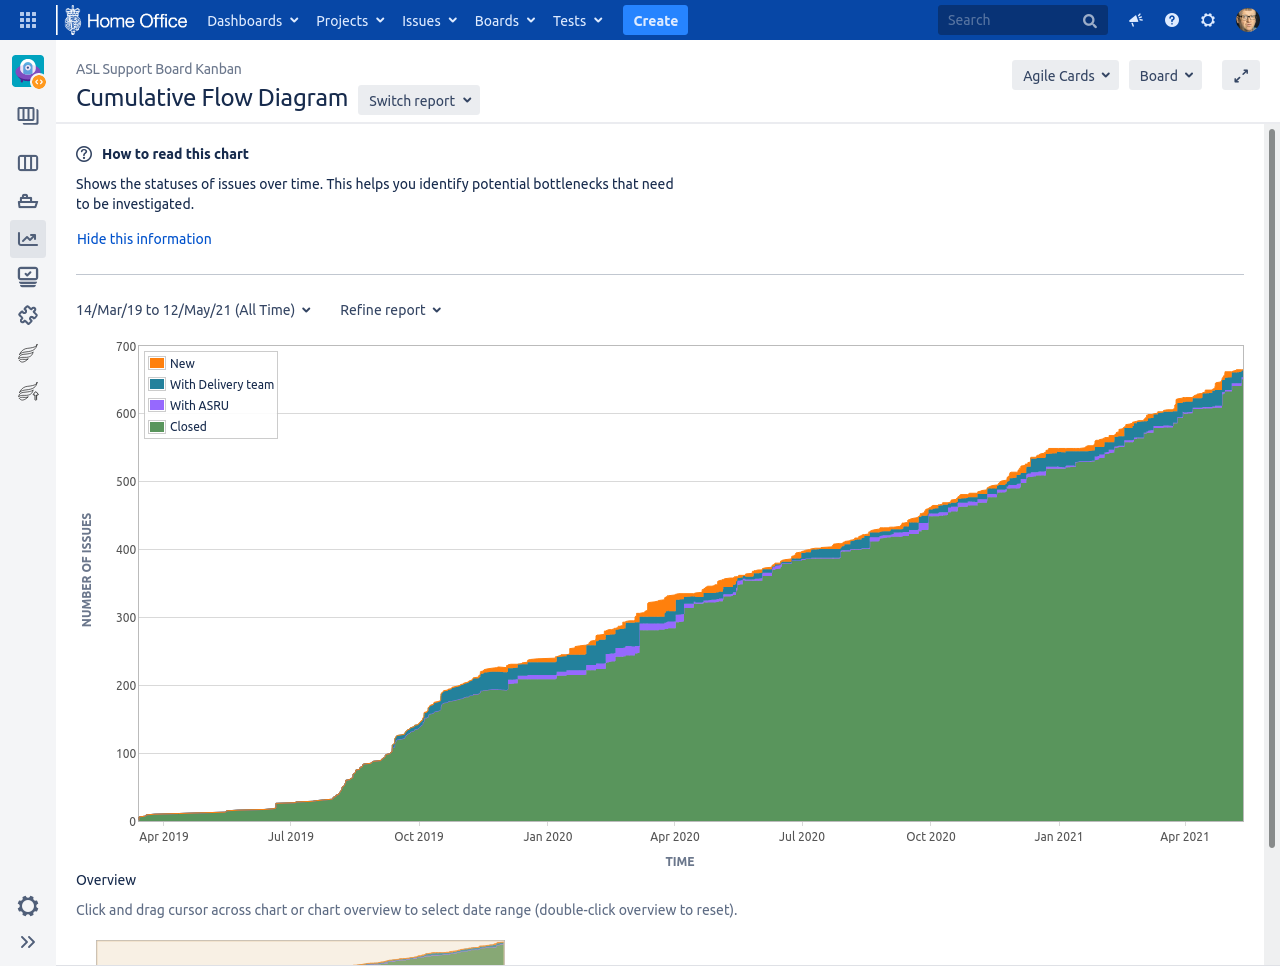 Home Office Dashboards Projects Issues Boards Tests Create Search
ASL Support Board Kanban
Agile Cards Board
Cumulative Flow Diagram Switch report
How to read this chart
Shows the statuses of issues over time. This helps you identify potential bottlenecks that need
to be investigated.
Hide this information
14/Mar/19 to 12/May/21 (All Time) Refine report
New
With Delivery team
With ASRU
Closed
NUMBER OF ISSUES
700
600
500
400
300
200
100
0
Apr 2019 Jul 2019 Oct 2019 Jan 2020 Apr 2020 Jul 2020 Oct 2020 Jan 2021 Apr 2021
TIME
Overview
Click and drag cursor across chart or chart overview to select date range (double-click overview to reset).